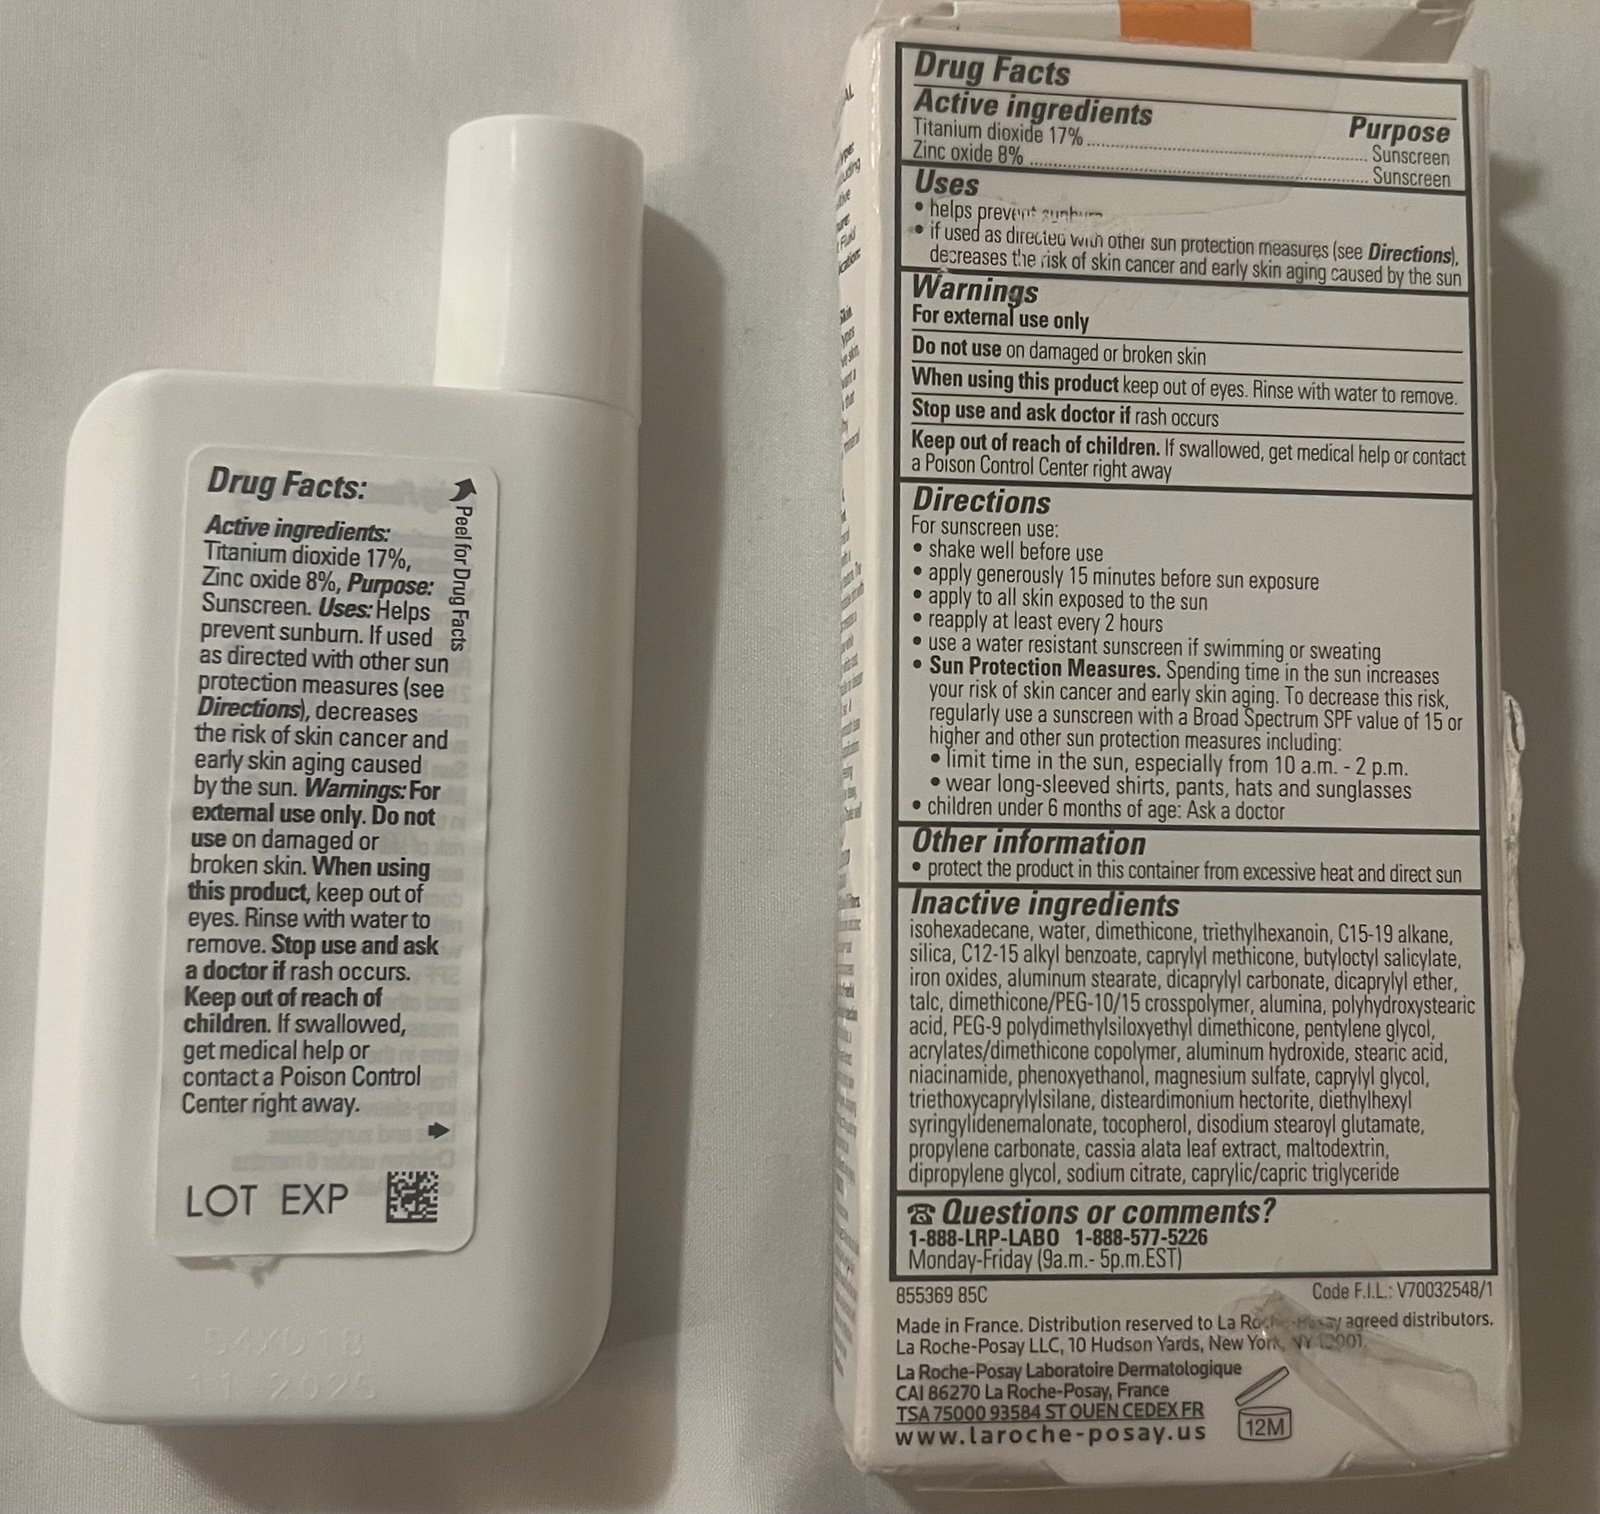 Drug Facts:
Peel for Drug Facts
Active ingredients:
Titanium dioxide 17%,
Zinc oxide 8%, Purpose:
Sunscreen. Uses: Helps
prevent sunburn. If used
as directed with other sun
protection measures (see
Directions), decreases
the risk of skin cancer and
early skin aging caused
by the sun. Warnings: For
external use only. Do not
use on damaged or
broken skin. When using
this product, keep out of
eyes. Rinse with water to
remove. Stop use and ask
a doctor if rash occurs.
Keep out of reach of
children. If swallowed,
get medical help or
contact a Poison Control
Center right away.
LOT EXP
Drug Facts
Active ingredients Purpose
Titanium dioxide 17% ........ Sunscreen
Zinc oxide 8% ........ Sunscreen
Uses
• helps prevent sunburn
• if used as directed with other sun protection measures (see Directions),
decreases the risk of skin cancer and early skin aging caused by the sun
Warnings
For external use only
Do not use on damaged or broken skin
When using this product keep out of eyes. Rinse with water to remove.
Stop use and ask doctor if rash occurs
Keep out of reach of children. If swallowed, get medical help or contact
a Poison Control Center right away
Directions
For sunscreen use:
• shake well before use
• apply generously 15 minutes before sun exposure
• apply to all skin exposed to the sun
• reapply at least every 2 hours
• use a water resistant sunscreen if swimming or sweating
• Sun Protection Measures. Spending time in the sun increases
your risk of skin cancer and early skin aging. To decrease this risk,
regularly use a sunscreen with a Broad Spectrum SPF value of 15 or
higher and other sun protection measures including:
• limit time in the sun, especially from 10 a.m. - 2 p.m.
• wear long-sleeved shirts, pants, hats and sunglasses
• children under 6 months of age: Ask a doctor
Other information
• protect the product in this container from excessive heat and direct sun
Inactive ingredients
isohexadecane, water, dimethicone, triethylhexanoin, C15-19 alkane,
silica, C12-15 alkyl benzoate, caprylyl methicone, butyloctyl salicylate,
iron oxides, aluminum stearate, dicaprylyl carbonate, dicaprylyl ether,
talc, dimethicone/PEG-10/15 crosspolymer, alumina, polyhydroxystearic
acid, PEG-9 polydimethylsiloxyethyl dimethicone, pentylene glycol,
acrylates/dimethicone copolymer, aluminum hydroxide, stearic acid,
niacinamide, phenoxyethanol, magnesium sulfate, caprylyl glycol,
triethoxycaprylylsilane, disteardimonium hectorite, diethylhexyl
syringylidenemalonate, tocopherol, disodium stearoyl glutamate,
propylene carbonate, cassia alata leaf extract, maltodextrin,
dipropylene glycol, sodium citrate, caprylic/capric triglyceride
☎ Questions or comments?
1-888-LRP-LABO 1-888-577-5226
Monday-Friday (9a.m.- 5p.m.EST)
855369 85C Code F.I.L.: V70032548/1
Made in France. Distribution reserved to La Roche-Posay agreed distributors.
La Roche-Posay LLC, 10 Hudson Yards, New York, NY 10001.
La Roche-Posay Laboratoire Dermatologique
CAI 86270 La Roche-Posay, France
TSA 75000 93584 ST OUEN CEDEX FR
www.laroche-posay.us
12M